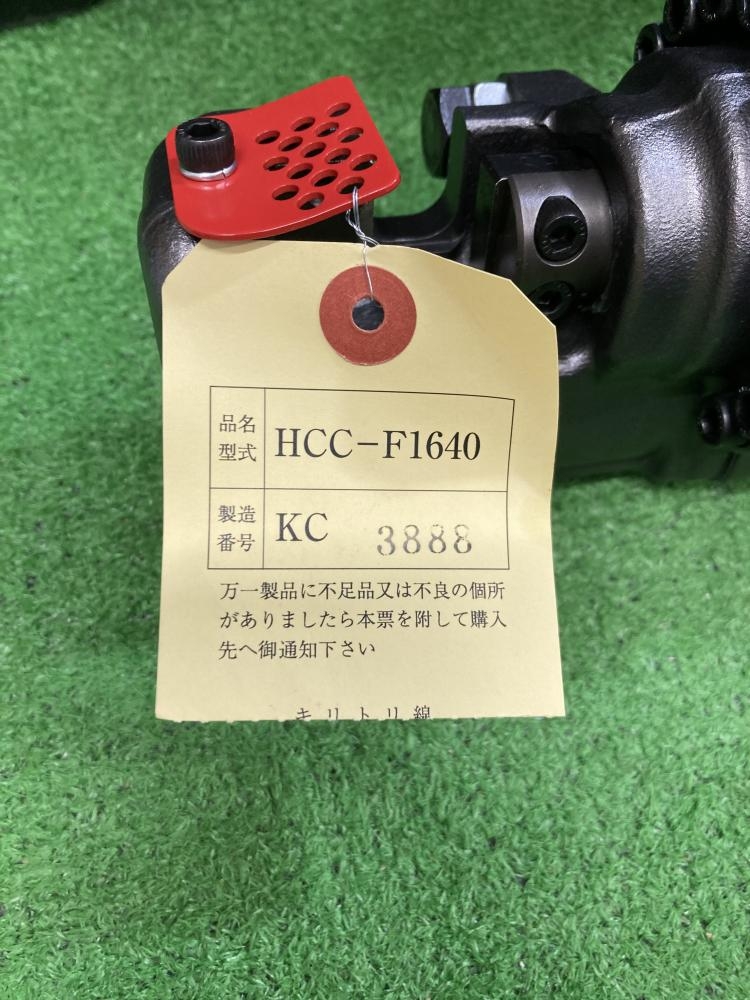 品名
型式
HCC-F1640
製造
番号
KC 3888
万一製品に不足品又は不良の個所
がありましたら本票を附して購入
先へ御通知下さい
キリトリ線